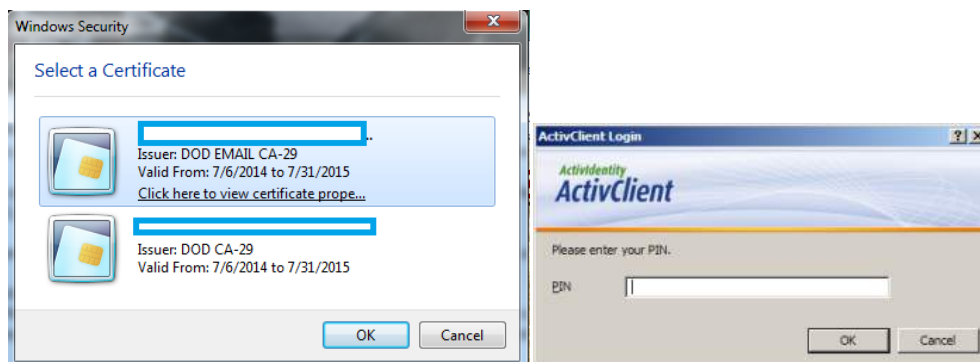 Windows Security
Select a Certificate
...
Issuer: DOD EMAIL CA-29
Valid From: 7/6/2014 to 7/31/2015
Click here to view certificate prope...
Issuer: DOD CA-29
Valid From: 7/6/2014 to 7/31/2015
OK
Cancel
ActivClient Login
ActivIdentity
ActivClient
Please enter your PIN.
PIN
OK
Cancel